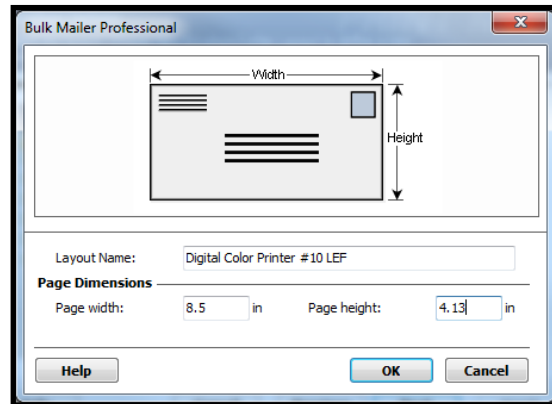 Bulk Mailer Professional
Width
Height
Layout Name: Digital Color Printer #10 LEF
Page Dimensions
Page width: 8.5 in Page height: 4.13 in
Help OK Cancel